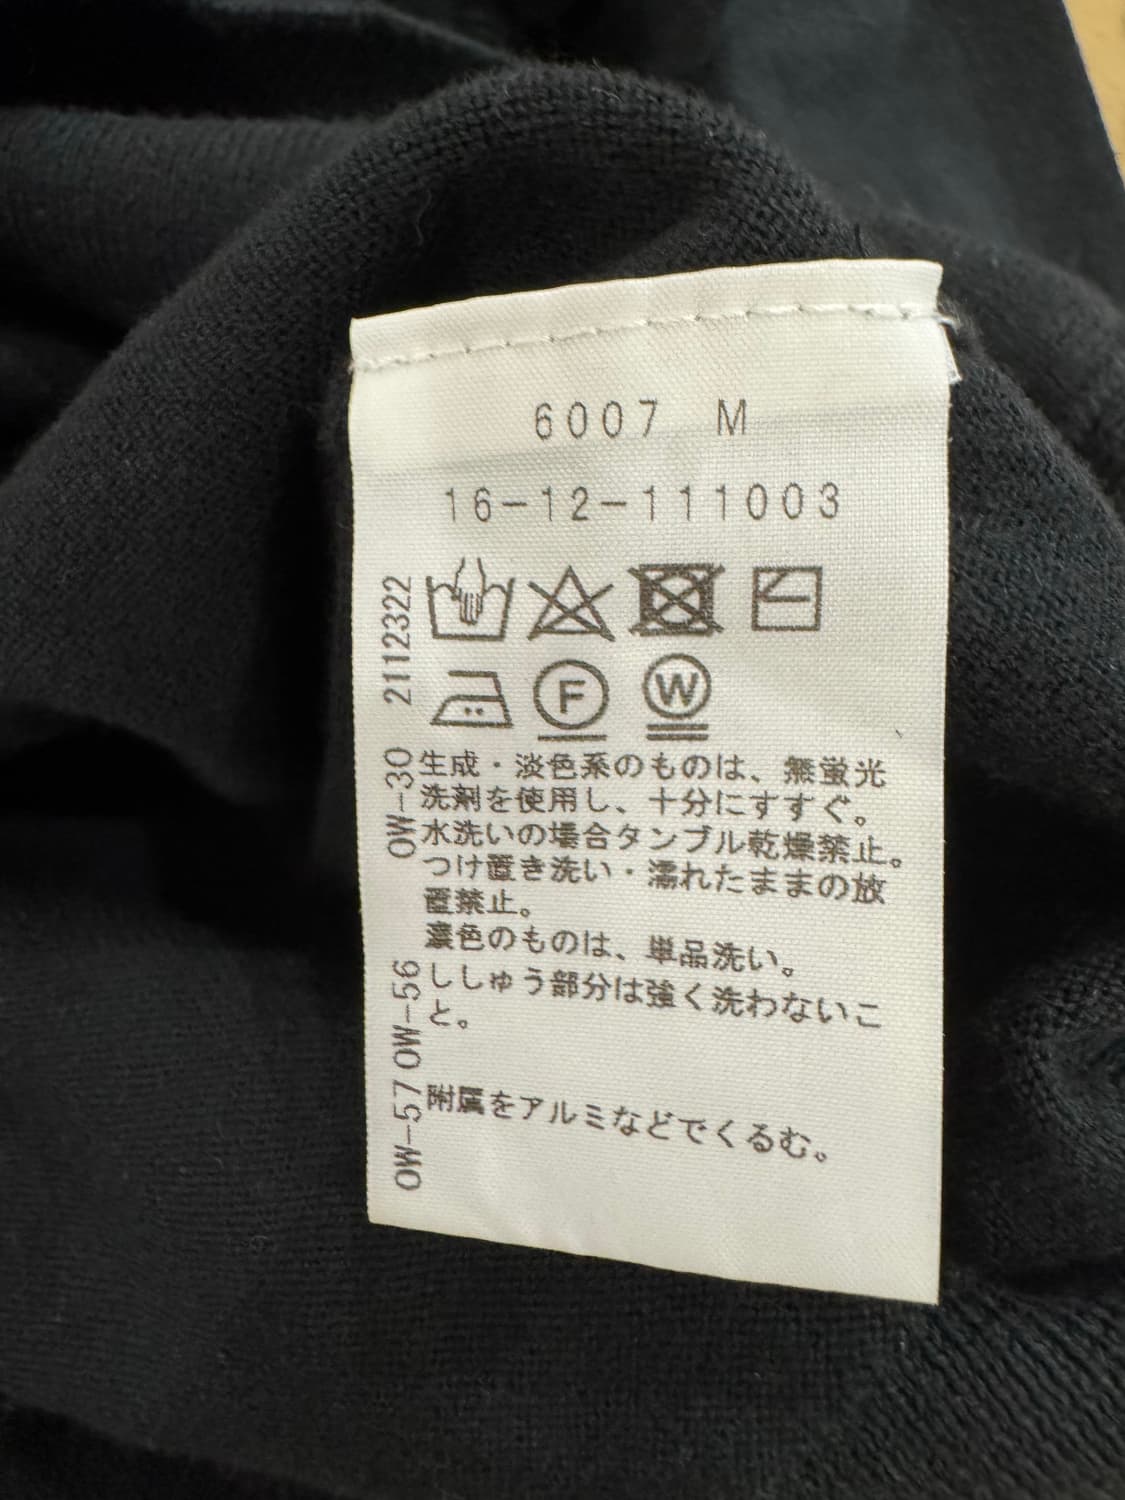 6007 M
16-12-111003
F W
生成・淡色系のものは、無蛍光
洗剤を使用し、十分にすすぐ。
水洗いの場合タンブル乾燥禁止。
つけ置き洗い・濡れたままの放
置禁止。
濃色のものは、単品洗い。
ししゅう部分は強く洗わないこ
と。
附属をアルミなどでくるむ。
OW-57 OW-56 OW-30 2112322